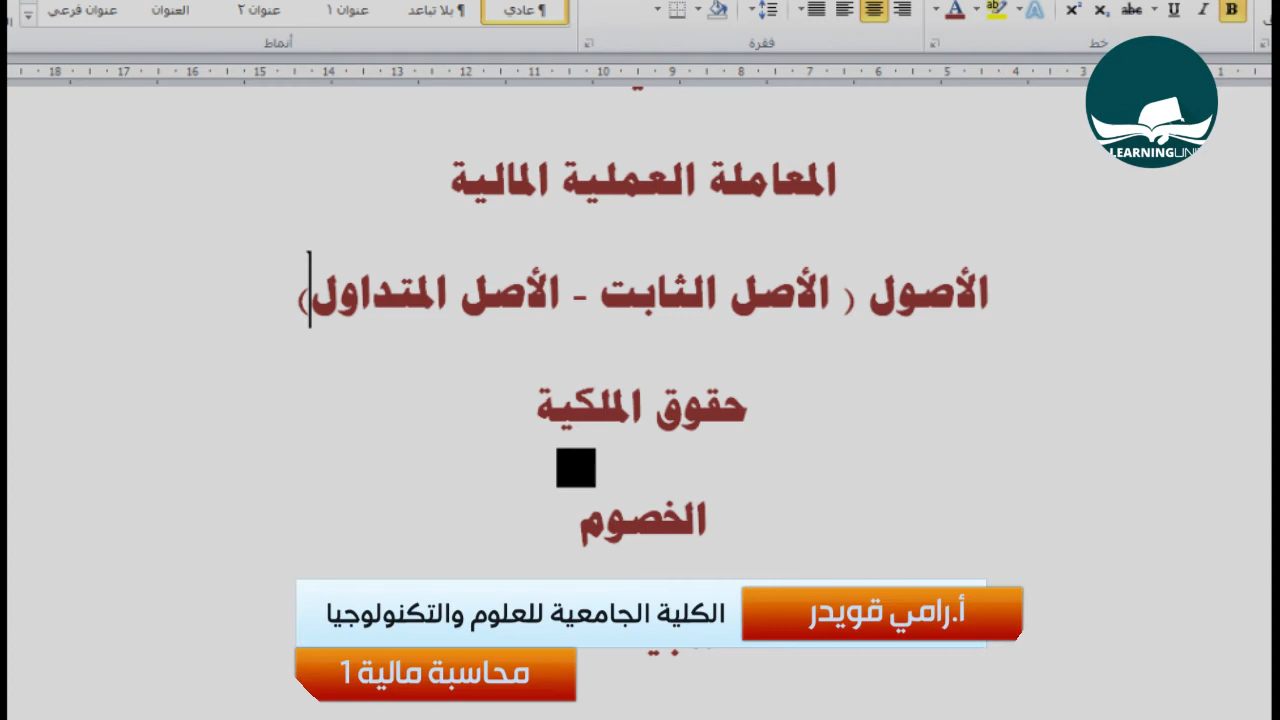 ¶ عادي ¶ بلا تباعد عنوان ١ عنوان ٢ العنوان عنوان فرعي
خط فقرة أنماط
1 3 4 5 6 7 8 9 10 11 12 13 14 15 16 17 18
LEARNING
المعاملة العملية المالية
الأصول ( الأصل الثابت - الأصل المتداول)
حقوق الملكية
الخصوم
أ.رامي قويدر
الكلية الجامعية للعلوم والتكنولوجيا
محاسبة مالية 1